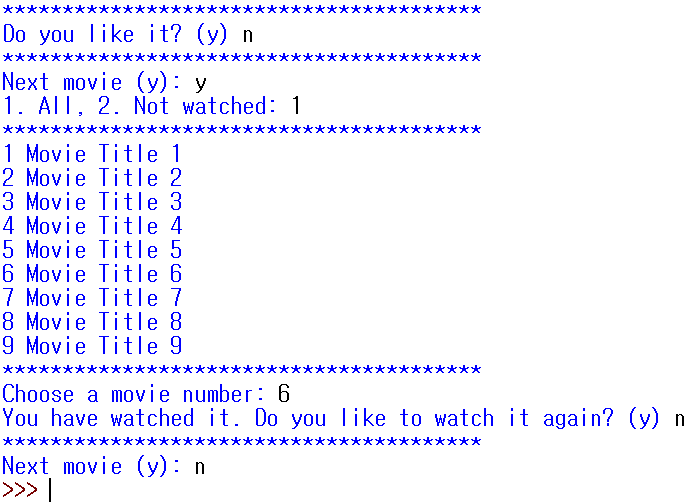 ****************************************
Do you like it? (y) n
****************************************
Next movie (y): y
1. All, 2. Not watched: 1
****************************************
1 Movie Title 1
2 Movie Title 2
3 Movie Title 3
4 Movie Title 4
5 Movie Title 5
6 Movie Title 6
7 Movie Title 7
8 Movie Title 8
9 Movie Title 9
****************************************
Choose a movie number: 6
You have watched it. Do you like to watch it again? (y) n
****************************************
Next movie (y): n
>>>